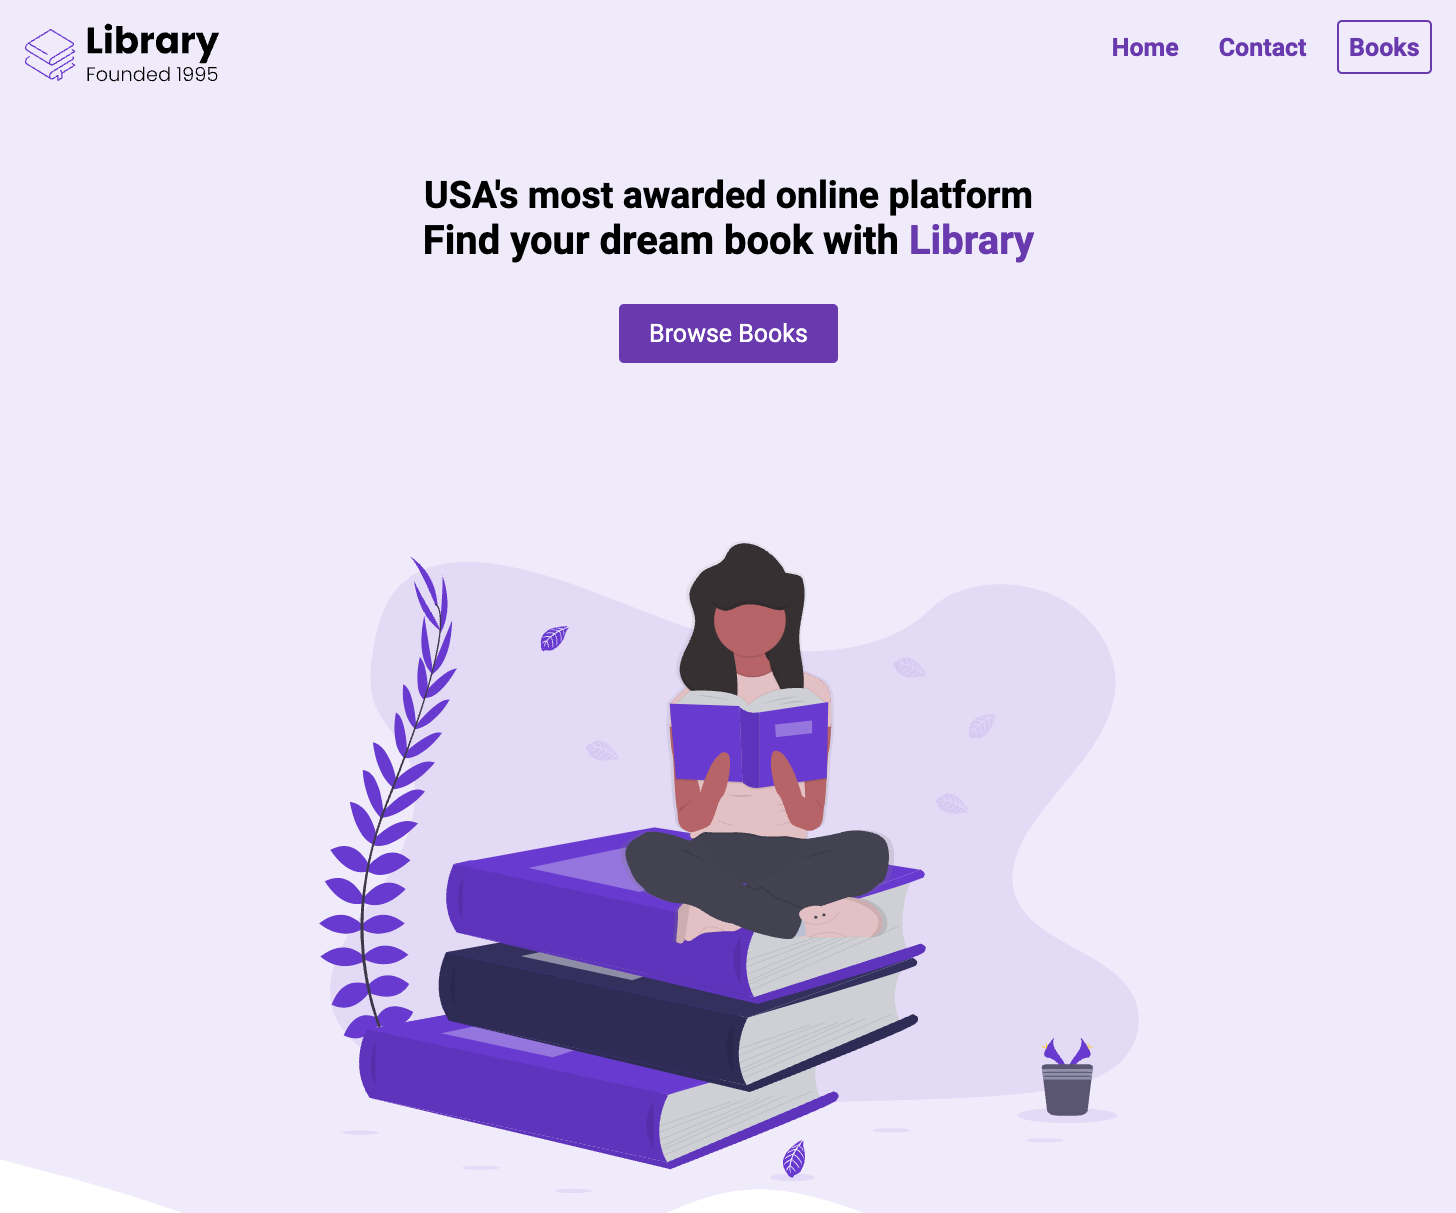 Library
Founded 1995
Home Contact Books
USA's most awarded online platform
Find your dream book with Library
Browse Books